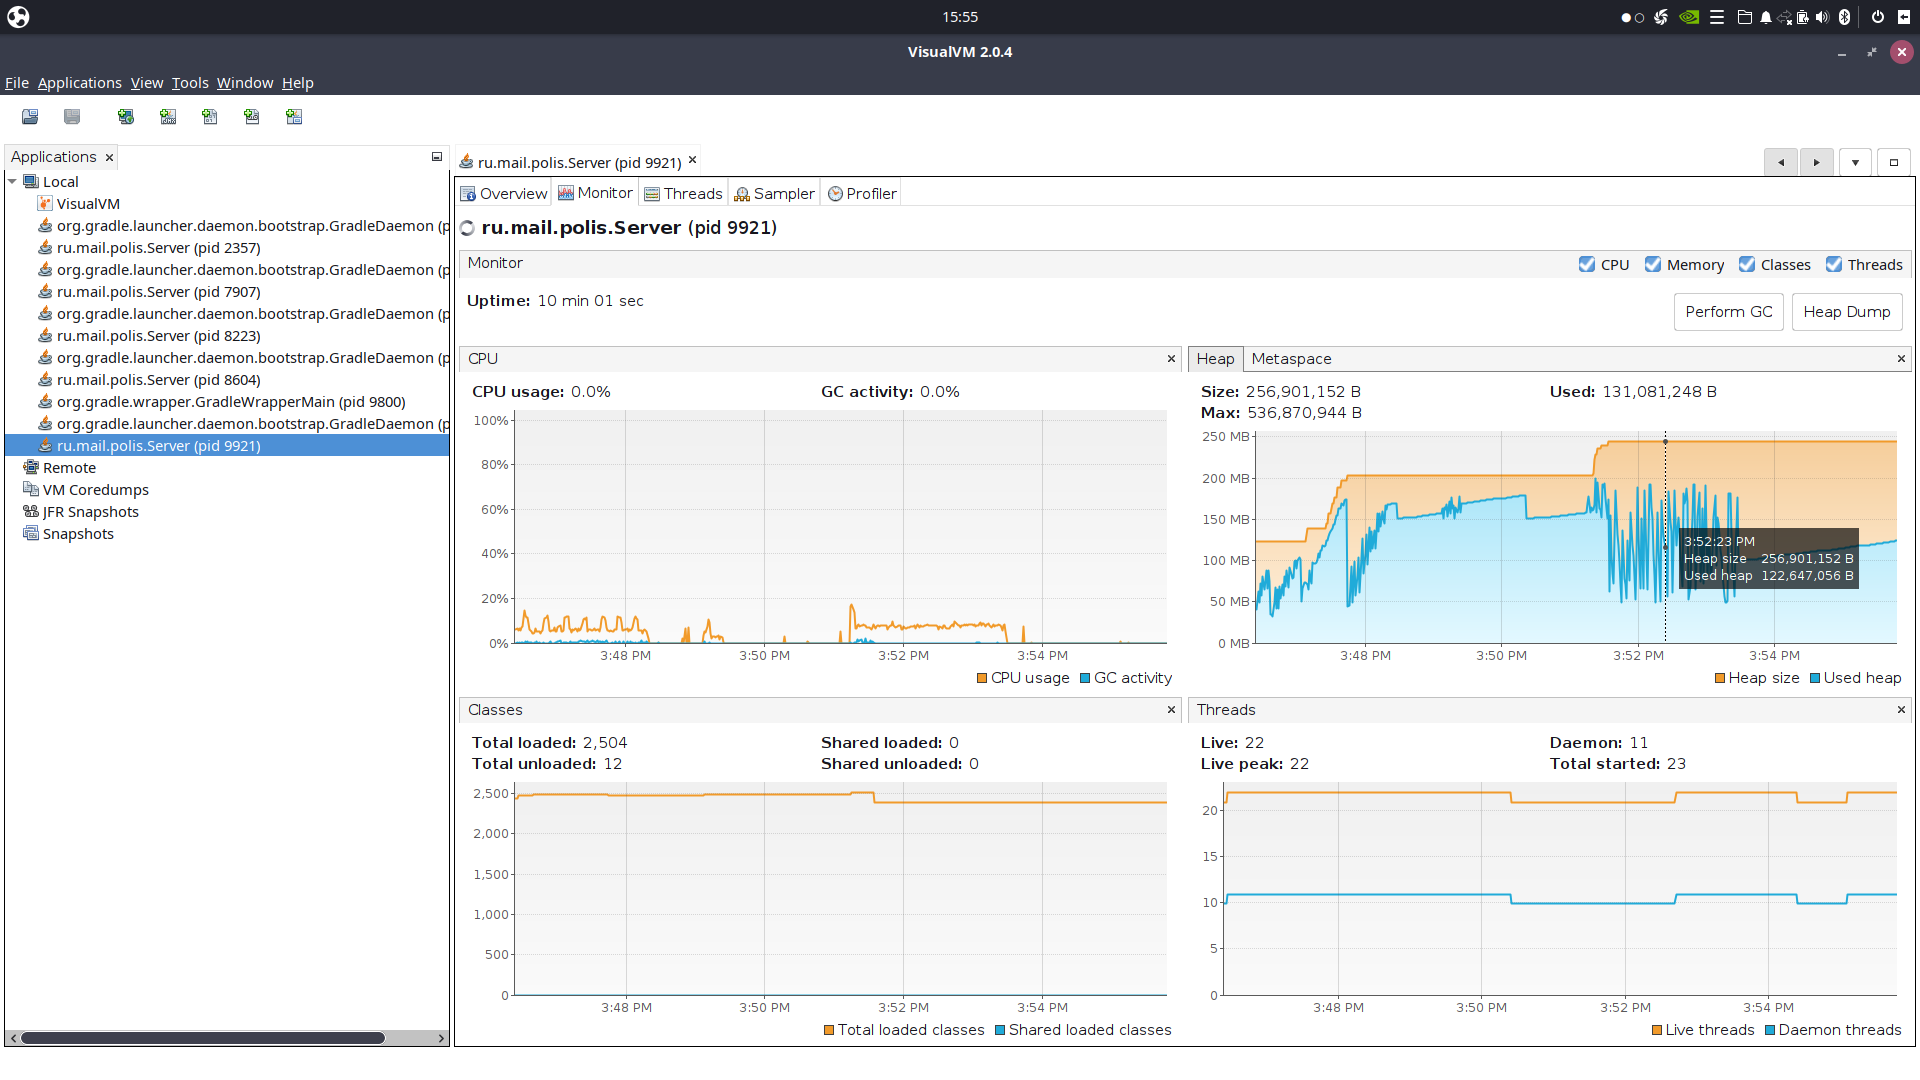 15:55
VisualVM 2.0.4
File Applications View Tools Window Help
Applications
Local
VisualVM
org.gradle.launcher.daemon.bootstrap.GradleDaemon (p
ru.mail.polis.Server (pid 2357)
org.gradle.launcher.daemon.bootstrap.GradleDaemon (p
ru.mail.polis.Server (pid 7907)
org.gradle.launcher.daemon.bootstrap.GradleDaemon (p
ru.mail.polis.Server (pid 8223)
org.gradle.launcher.daemon.bootstrap.GradleDaemon (p
ru.mail.polis.Server (pid 8604)
org.gradle.wrapper.GradleWrapperMain (pid 9800)
org.gradle.launcher.daemon.bootstrap.GradleDaemon (p
ru.mail.polis.Server (pid 9921)
Remote
VM Coredumps
JFR Snapshots
Snapshots
ru.mail.polis.Server (pid 9921)
Overview Monitor Threads Sampler Profiler
ru.mail.polis.Server (pid 9921)
Monitor
CPU Memory Classes Threads
Uptime: 10 min 01 sec
Perform GC Heap Dump
CPU
CPU usage: 0.0% GC activity: 0.0%
100%
80%
60%
40%
20%
0%
3:48 PM 3:50 PM 3:52 PM 3:54 PM
CPU usage GC activity
Heap Metaspace
Size: 256,901,152 B Used: 131,081,248 B
Max: 536,870,944 B
250 MB
200 MB
150 MB
100 MB
50 MB
0 MB
3:52:23 PM
Heap size 256,901,152 B
Used heap 122,647,056 B
3:48 PM 3:50 PM 3:52 PM 3:54 PM
Heap size Used heap
Classes
Total loaded: 2,504 Shared loaded: 0
Total unloaded: 12 Shared unloaded: 0
2,500
2,000
1,500
1,000
500
0
3:48 PM 3:50 PM 3:52 PM 3:54 PM
Total loaded classes Shared loaded classes
Threads
Live: 22 Daemon: 11
Live peak: 22 Total started: 23
20
15
10
5
0
3:48 PM 3:50 PM 3:52 PM 3:54 PM
Live threads Daemon threads